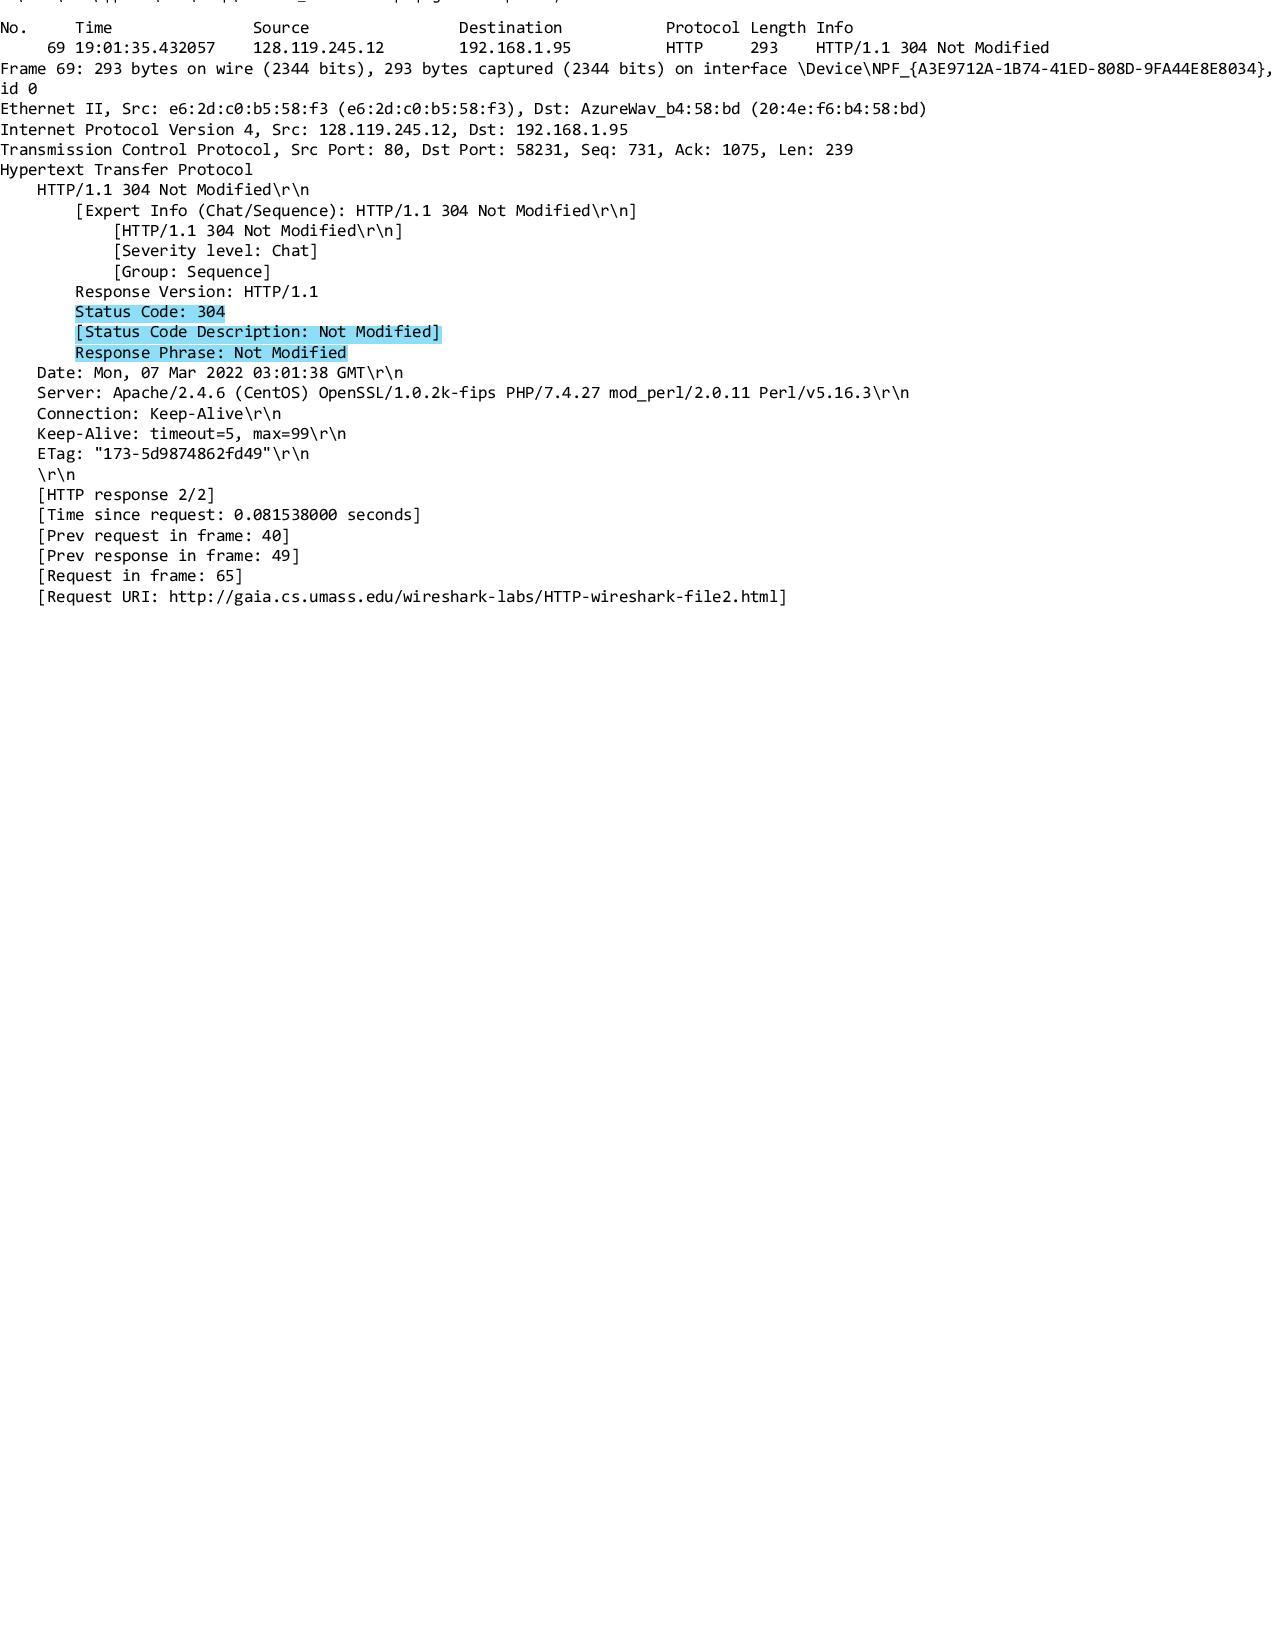 No. Time Source Destination Protocol Length Info
69 19:01:35.432057 128.119.245.12 192.168.1.95 HTTP 293 HTTP/1.1 304 Not Modified
Frame 69: 293 bytes on wire (2344 bits), 293 bytes captured (2344 bits) on interface \Device\NPF_{A3E9712A-1B74-41ED-808D-9FA44E8E8034},
id 0
Ethernet II, Src: e6:2d:c0:b5:58:f3 (e6:2d:c0:b5:58:f3), Dst: AzureWav_b4:58:bd (20:4e:f6:b4:58:bd)
Internet Protocol Version 4, Src: 128.119.245.12, Dst: 192.168.1.95
Transmission Control Protocol, Src Port: 80, Dst Port: 58231, Seq: 731, Ack: 1075, Len: 239
Hypertext Transfer Protocol
HTTP/1.1 304 Not Modified\r\n
[Expert Info (Chat/Sequence): HTTP/1.1 304 Not Modified\r\n]
[HTTP/1.1 304 Not Modified\r\n]
[Severity level: Chat]
[Group: Sequence]
Response Version: HTTP/1.1
Status Code: 304
[Status Code Description: Not Modified]
Response Phrase: Not Modified
Date: Mon, 07 Mar 2022 03:01:38 GMT\r\n
Server: Apache/2.4.6 (CentOS) OpenSSL/1.0.2k-fips PHP/7.4.27 mod_perl/2.0.11 Perl/v5.16.3\r\n
Connection: Keep-Alive\r\n
Keep-Alive: timeout=5, max=99\r\n
ETag: "173-5d9874862fd49"\r\n
\r\n
[HTTP response 2/2]
[Time since request: 0.081538000 seconds]
[Prev request in frame: 40]
[Prev response in frame: 49]
[Request in frame: 65]
[Request URI: http://gaia.cs.umass.edu/wireshark-labs/HTTP-wireshark-file2.html]